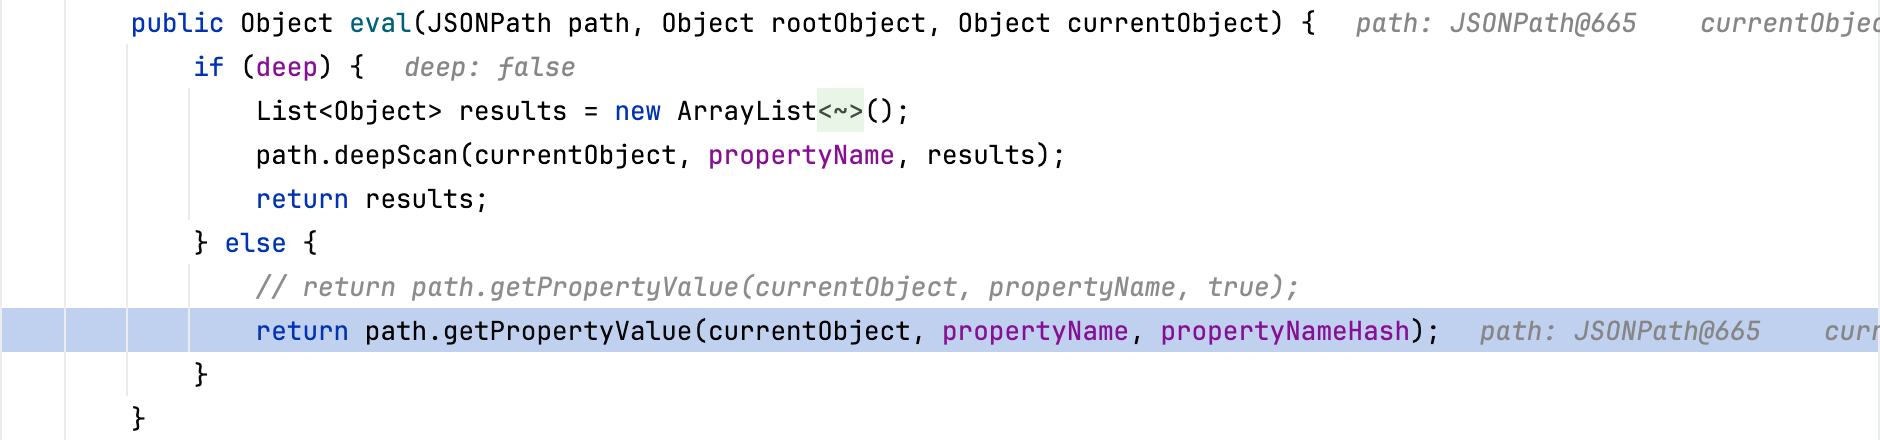 public Object eval(JSONPath path, Object rootObject, Object currentObject) { path: JSONPath@665 currentObjec
if (deep) { deep: false
List<Object> results = new ArrayList<~>();
path.deepScan(currentObject, propertyName, results);
return results;
} else {
// return path.getPropertyValue(currentObject, propertyName, true);
return path.getPropertyValue(currentObject, propertyName, propertyNameHash); path: JSONPath@665 curr
}
}